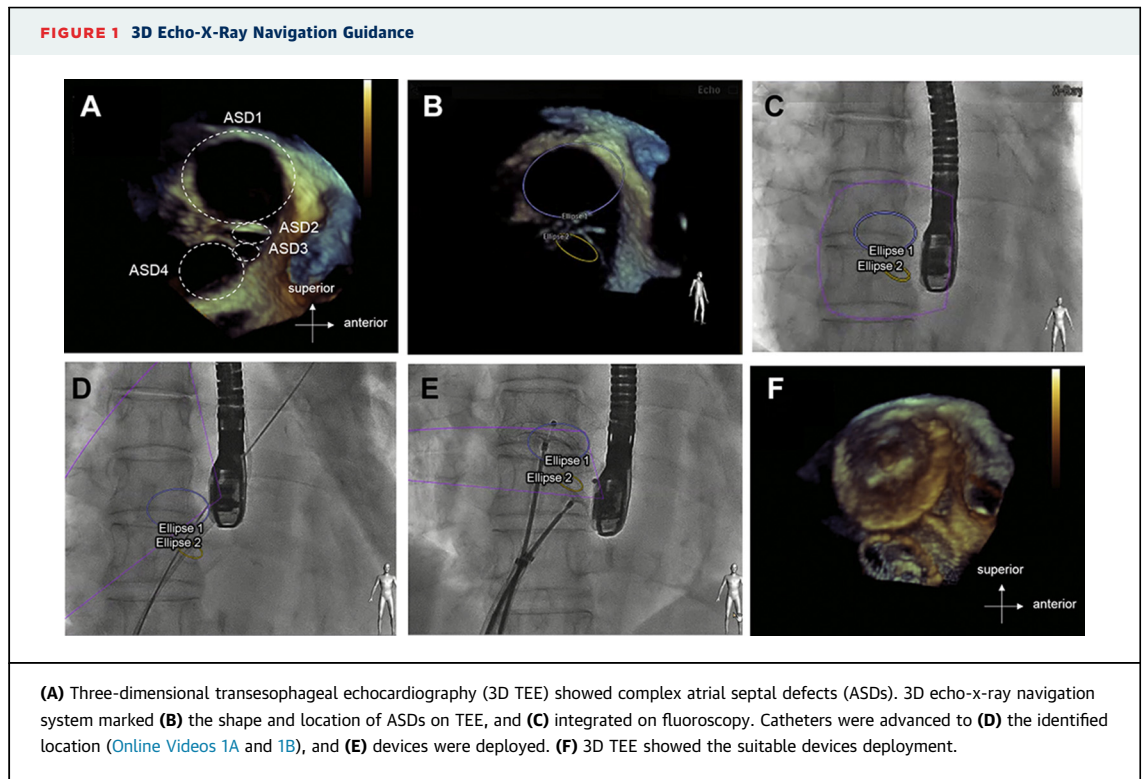 FIGURE 1 3D Echo-X-Ray Navigation Guidance
A
ASD1
ASD2
ASD3
ASD4
superior
anterior
B
Echo
Ellipse 1
Ellipse 2
C
X-Ray
Ellipse 1
Ellipse 2
D
Ellipse 1
Ellipse 2
E
Ellipse 1
Ellipse 2
F
superior
anterior
(A) Three-dimensional transesophageal echocardiography (3D TEE) showed complex atrial septal defects (ASDs). 3D echo-x-ray navigation
system marked (B) the shape and location of ASDs on TEE, and (C) integrated on fluoroscopy. Catheters were advanced to (D) the identified
location (Online Videos 1A and 1B), and (E) devices were deployed. (F) 3D TEE showed the suitable devices deployment.